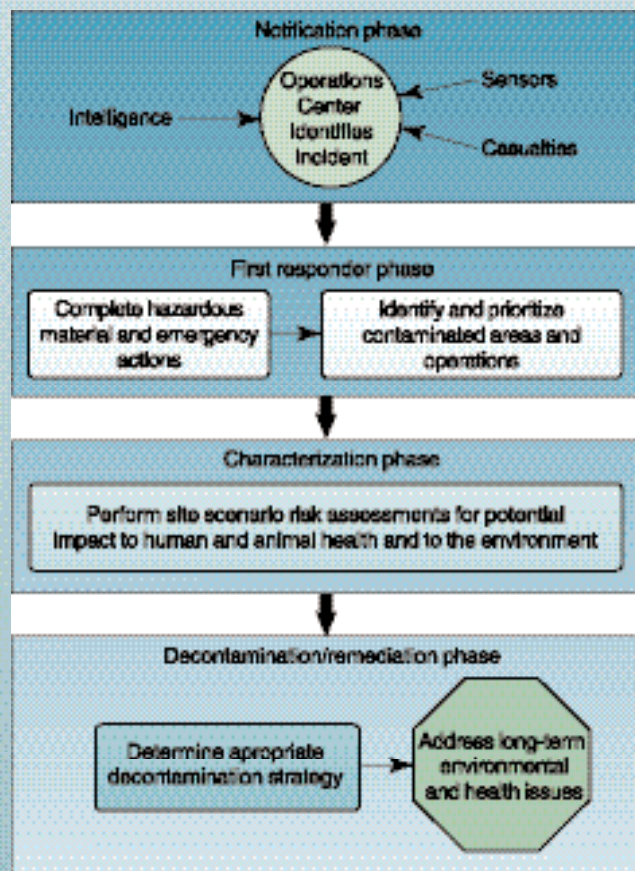 Notification phase
Operations
Center
Identifies
Incident
Intelligence
Sensors
Casualties
First responder phase
Complete hazardous
material and emergency
actions
Identify and prioritize
contaminated areas and
operations
Characterization phase
Perform site scenario risk assessments for potential
impact to human and animal health and to the environment
Decontamination/remediation phase
Determine apropriate
decontamination strategy
Address long-term
environmental
and health issues